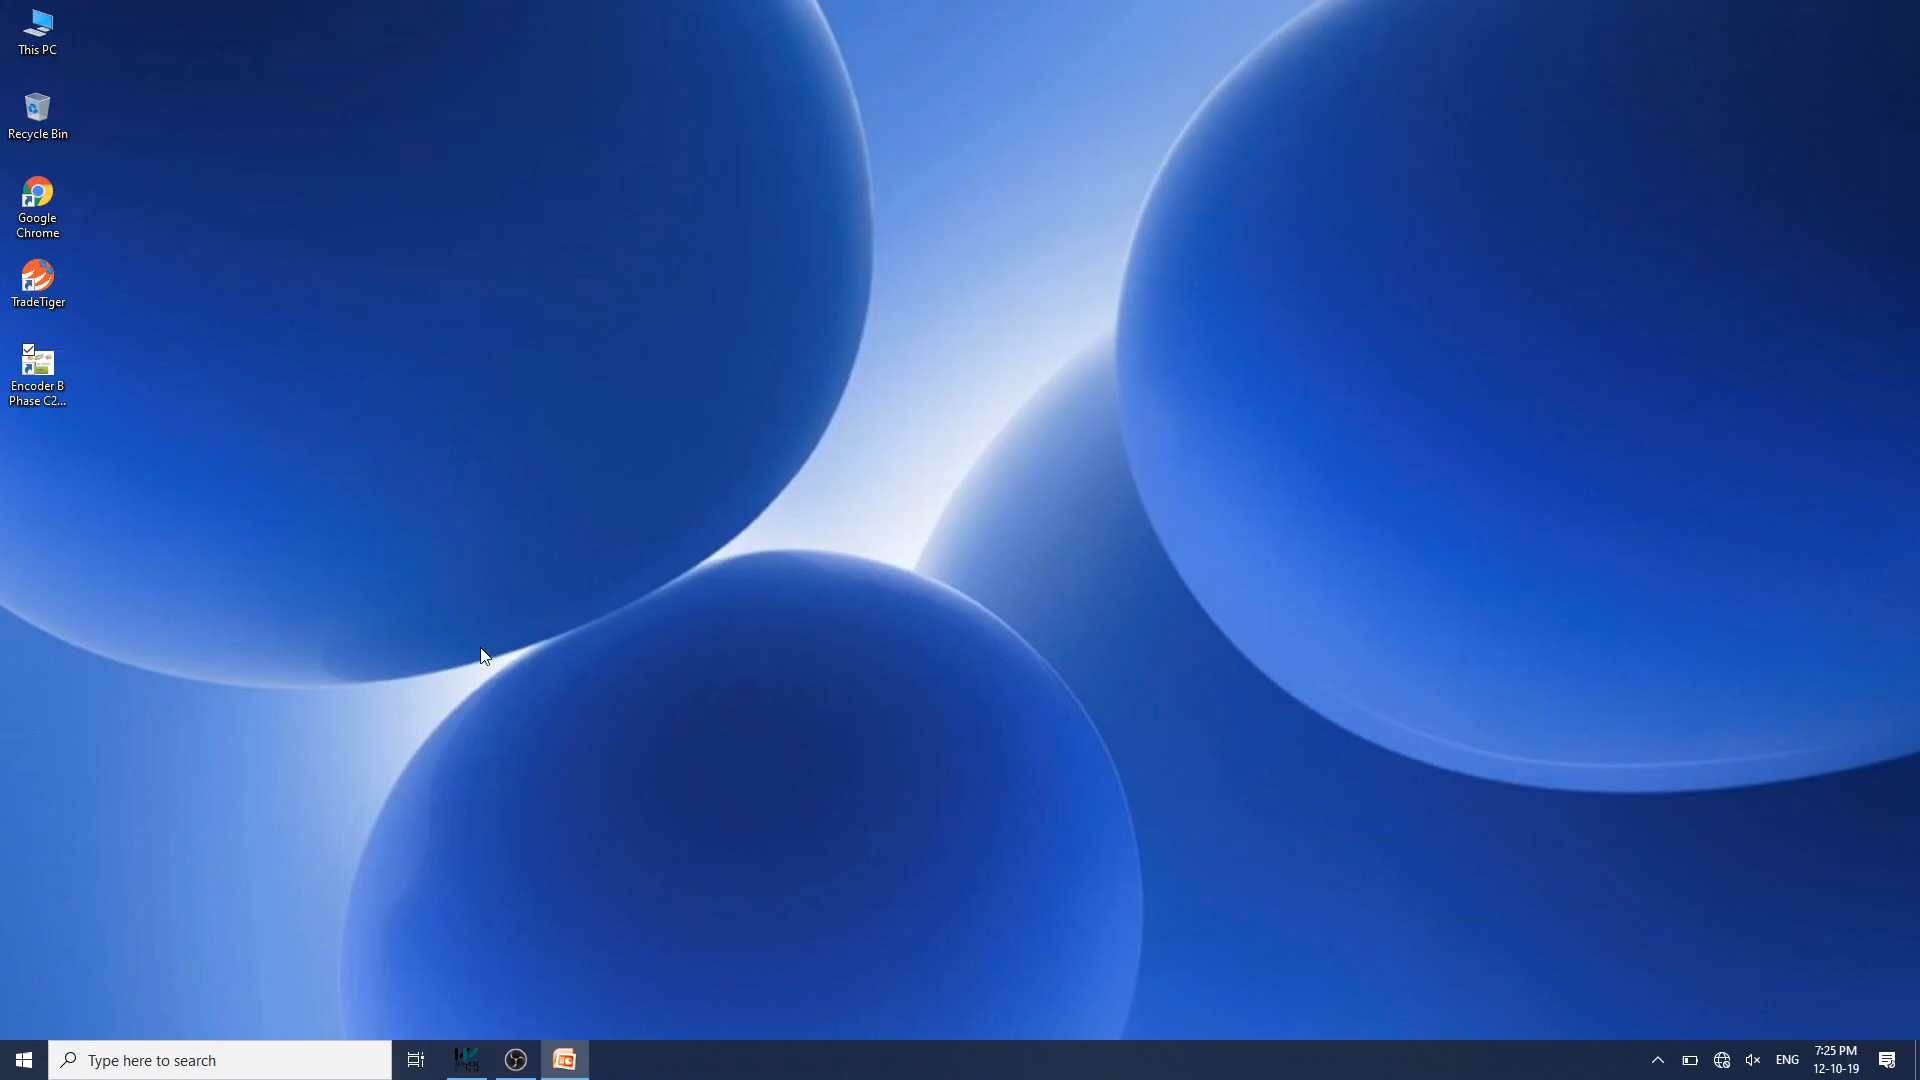 This PC
Recycle Bin
Google
Chrome
TradeTiger
Encoder B
Phase C2...
Type here to search
ENG
7:25 PM
12-10-19